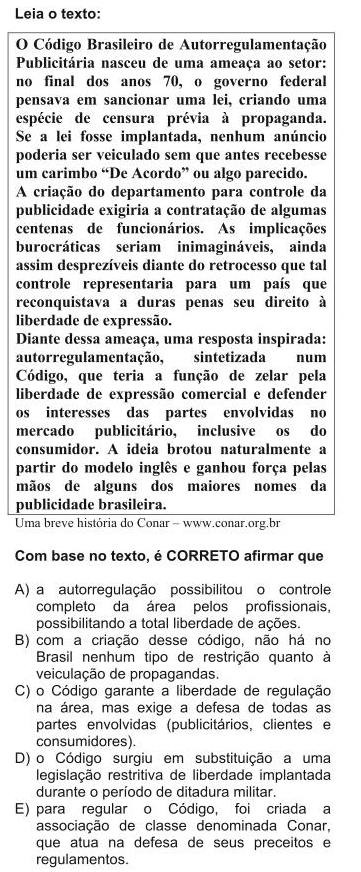 Leia o texto:
O Código Brasileiro de Autorregulamentação
Publicitária nasceu de uma ameaça ao setor:
no final dos anos 70, o governo federal
pensava em sancionar uma lei, criando uma
espécie de censura prévia à propaganda.
Se a lei fosse implantada, nenhum anúncio
poderia ser veiculado sem que antes recebesse
um carimbo “De Acordo” ou algo parecido.
A criação do departamento para controle da
publicidade exigiria a contratação de algumas
centenas de funcionários. As implicações
burocráticas seriam inimagináveis, ainda
assim desprezíveis diante do retrocesso que tal
controle representaria para um país que
reconquistava a duras penas seu direito à
liberdade de expressão.
Diante dessa ameaça, uma resposta inspirada:
autorregulamentação, sintetizada num
Código, que teria a função de zelar pela
liberdade de expressão comercial e defender
os interesses das partes envolvidas no
mercado publicitário, inclusive os do
consumidor. A ideia brotou naturalmente a
partir do modelo inglês e ganhou força pelas
mãos de alguns dos maiores nomes da
publicidade brasileira.
Uma breve história do Conar – www.conar.org.br
Com base no texto, é CORRETO afirmar que
A) a autorregulação possibilitou o controle
completo da área pelos profissionais,
possibilitando a total liberdade de ações.
B) com a criação desse código, não há no
Brasil nenhum tipo de restrição quanto à
veiculação de propagandas.
C) o Código garante a liberdade de regulação
na área, mas exige a defesa de todas as
partes envolvidas (publicitários, clientes e
consumidores).
D) o Código surgiu em substituição a uma
legislação restritiva de liberdade implantada
durante o período de ditadura militar.
E) para regular o Código, foi criada a
associação de classe denominada Conar,
que atua na defesa de seus preceitos e
regulamentos.